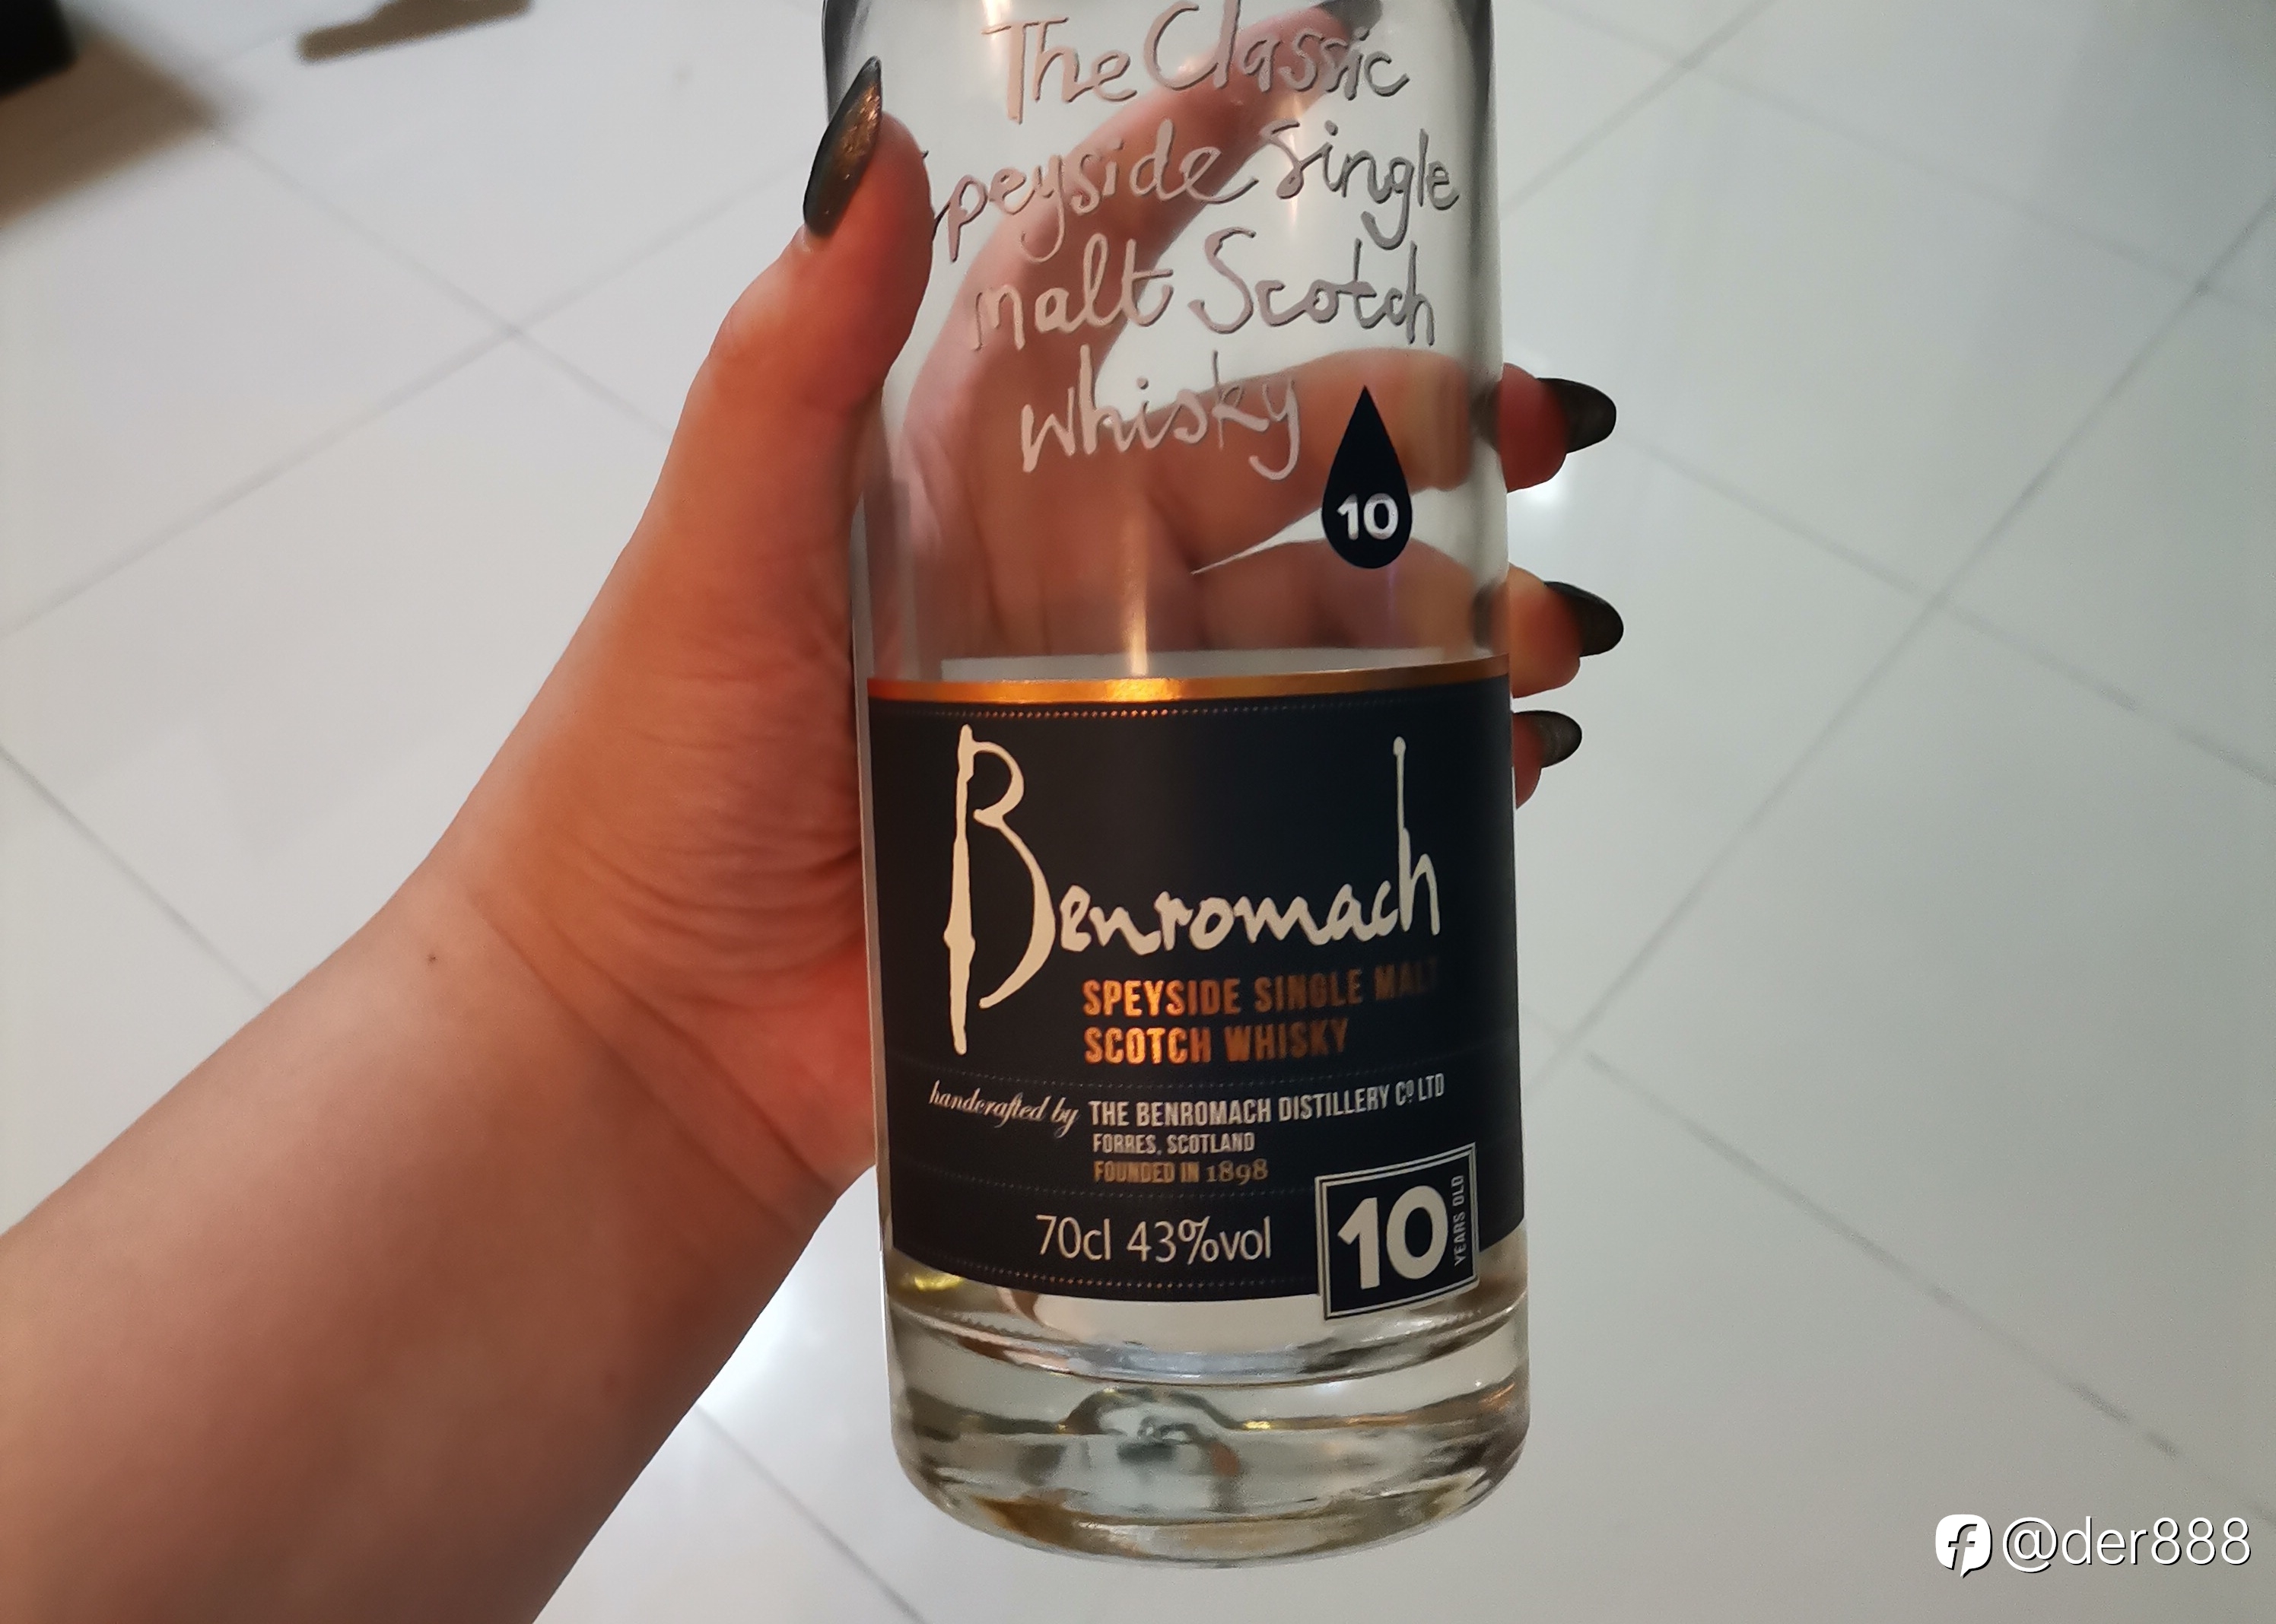 The Classic
Speyside Single
malt Scotch
whisky
10
Benromach
SPEYSIDE SINGLE MALT
SCOTCH WHISKY
handcrafted by THE BENROMACH DISTILLERY Cº LTD
FORRES, SCOTLAND
FOUNDED IN 1898
70cl 43%vol
10
YEARS OLD
@der888